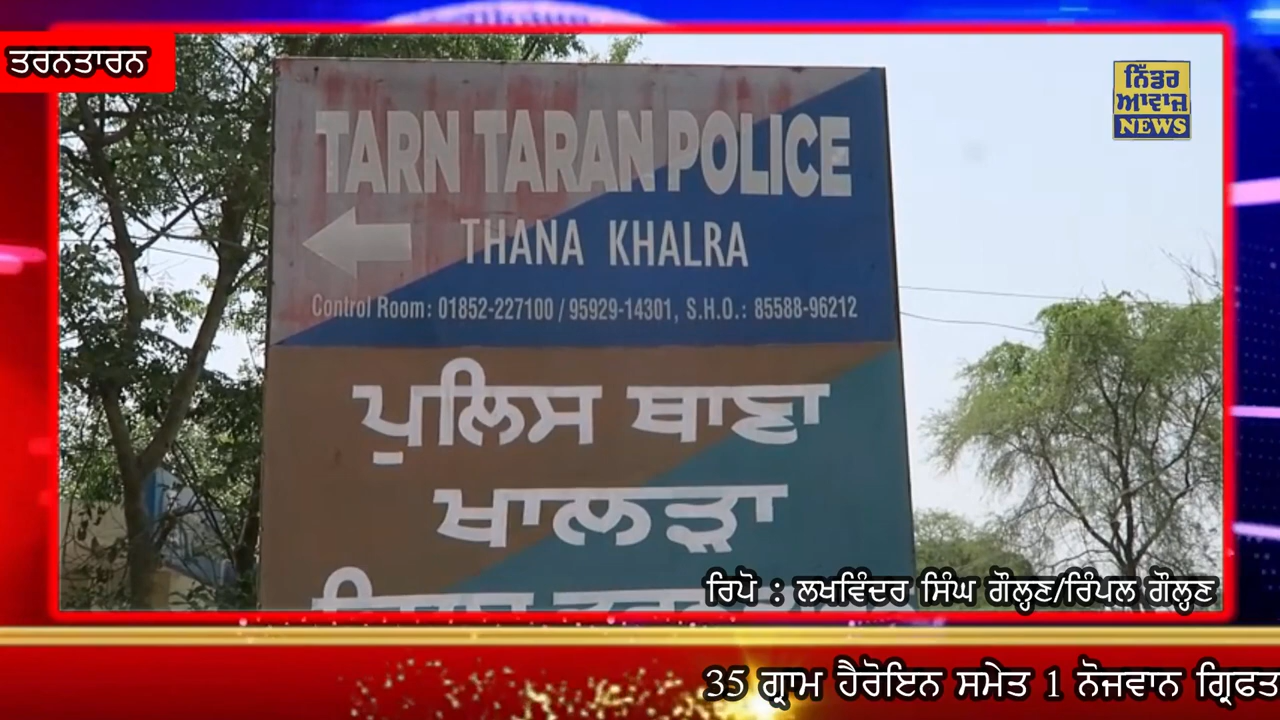 ਤਰਨਤਾਰਨ
ਨਿੱਡਰ
ਆਵਾਜ਼
NEWS
TARN TARAN POLICE
THANA KHALRA
Control Room: 01852-227100 / 95929-14301, S.H.O.: 85588-96212
ਪੁਲਿਸ ਥਾਣਾ
ਖਾਲੜਾ
ਰਿਪੋ : ਲਖਵਿੰਦਰ ਸਿੰਘ ਗੌਲ੍ਹਣ/ਰਿੰਪਲ ਗੌਲ੍ਹਣ
35 ਗ੍ਰਾਮ ਹੈਰੋਇਨ ਸਮੇਤ 1 ਨੋਜਵਾਨ ਗ੍ਰਿਫਤ